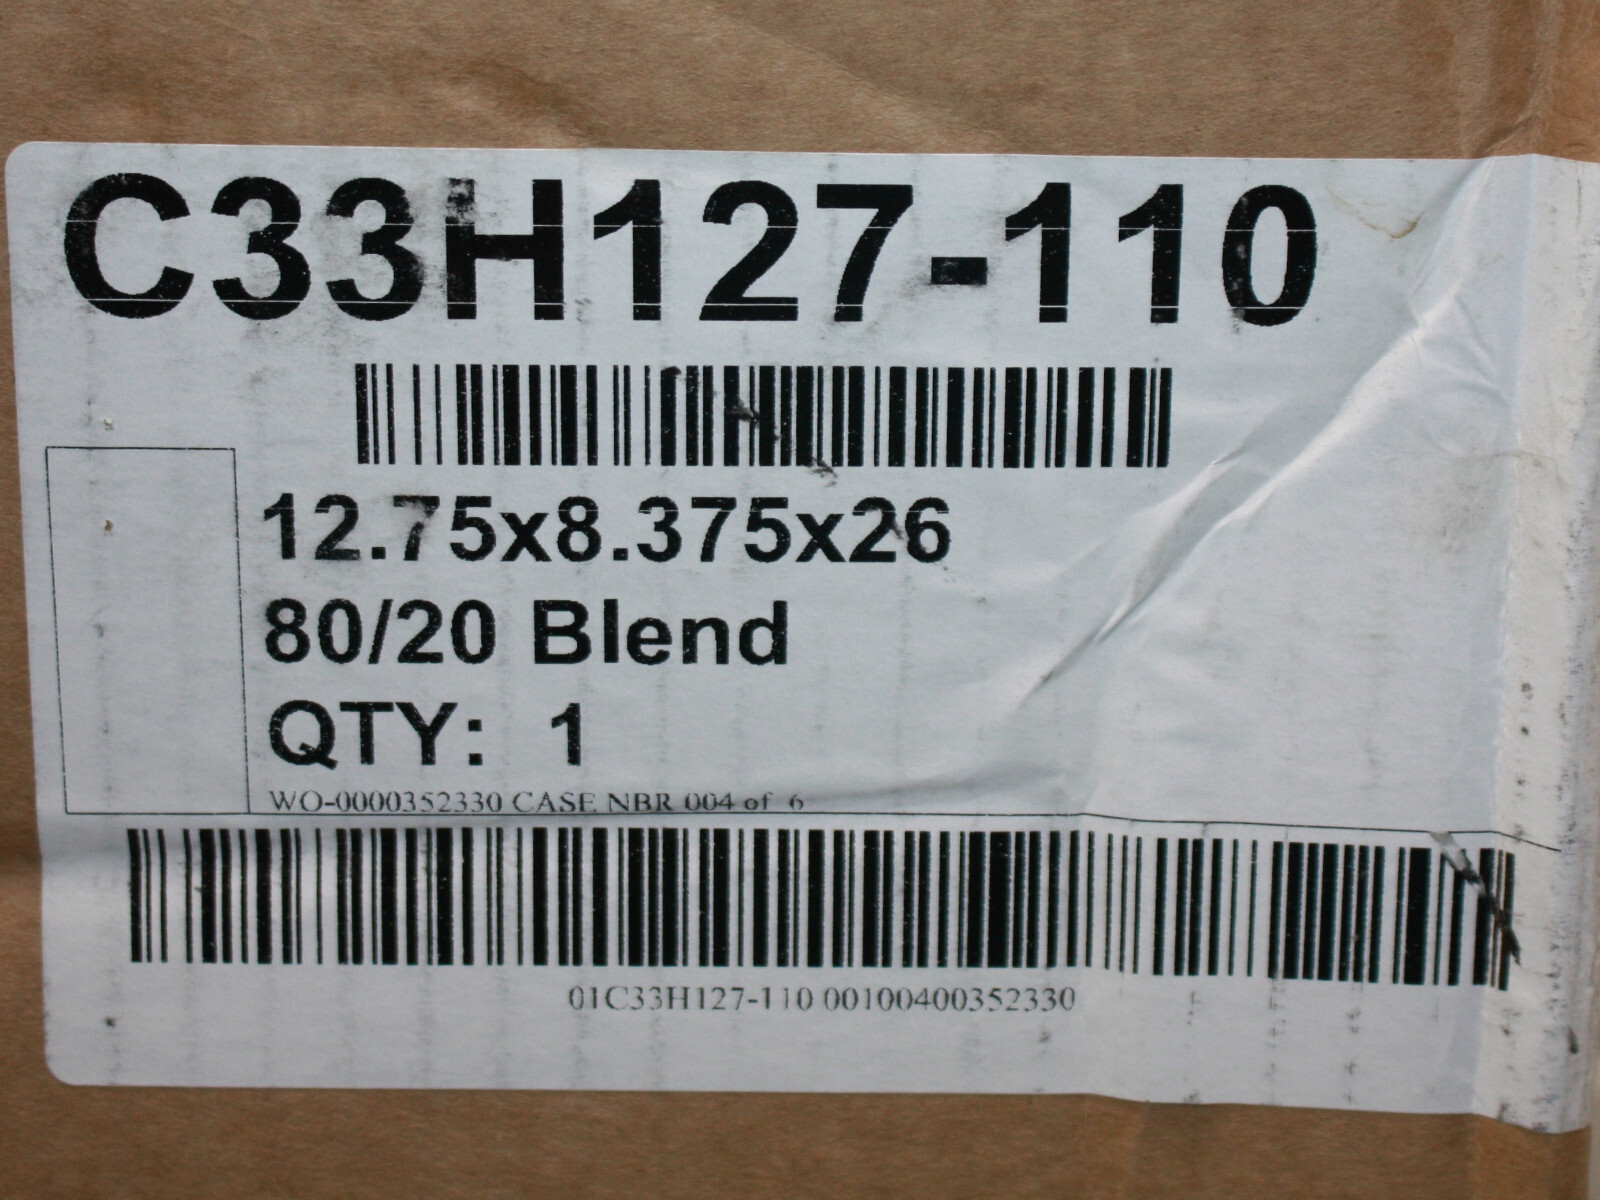 C33H127-110
12.75x8.375x26
80/20 Blend
QTY: 1
WO-0000352330 CASE NBR 004 of 6
01C33H127-110 00100400352330